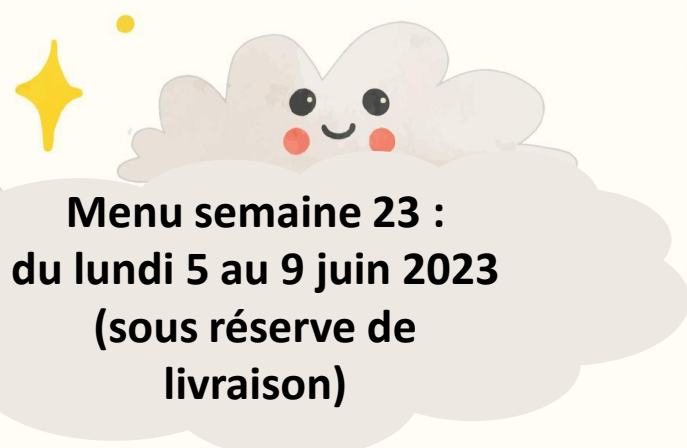 Menu semaine 23 :
du lundi 5 au 9 juin 2023
(sous réserve de
livraison)